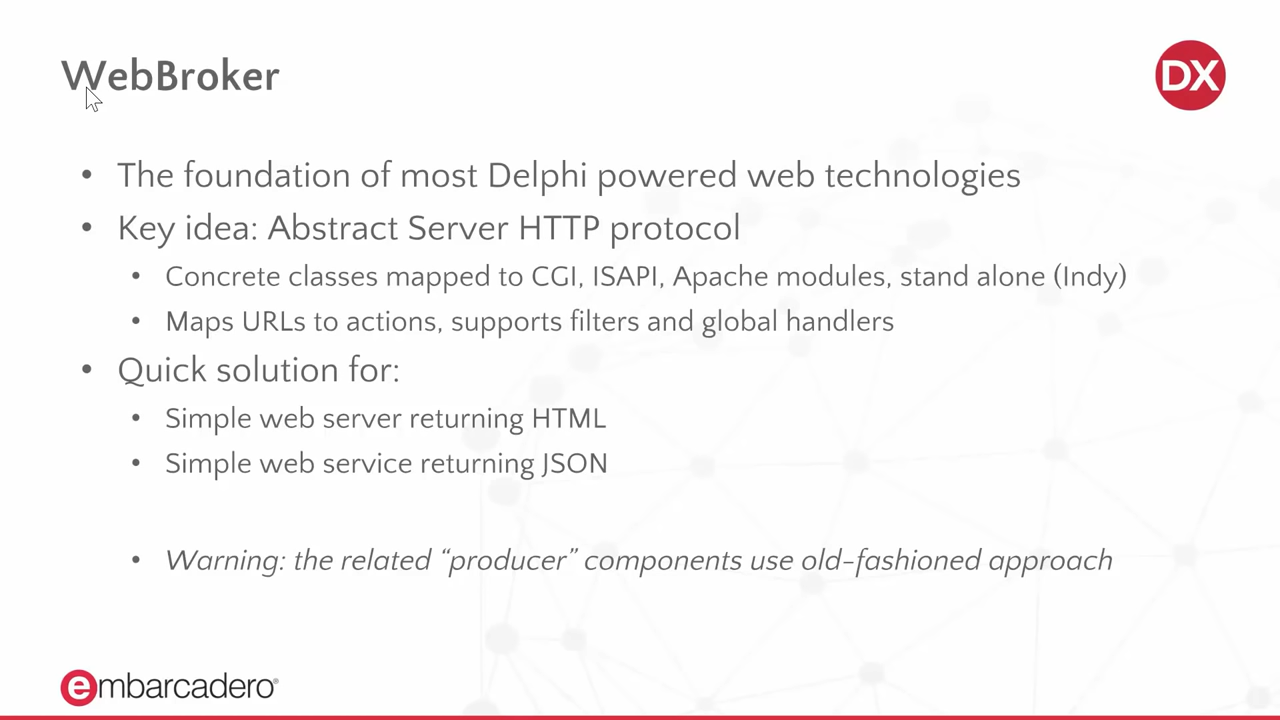 WebBroker
DX
• The foundation of most Delphi powered web technologies
• Key idea: Abstract Server HTTP protocol
• Concrete classes mapped to CGI, ISAPI, Apache modules, stand alone (Indy)
• Maps URLs to actions, supports filters and global handlers
• Quick solution for:
• Simple web server returning HTML
• Simple web service returning JSON
• Warning: the related “producer” components use old-fashioned approach
embarcadero®